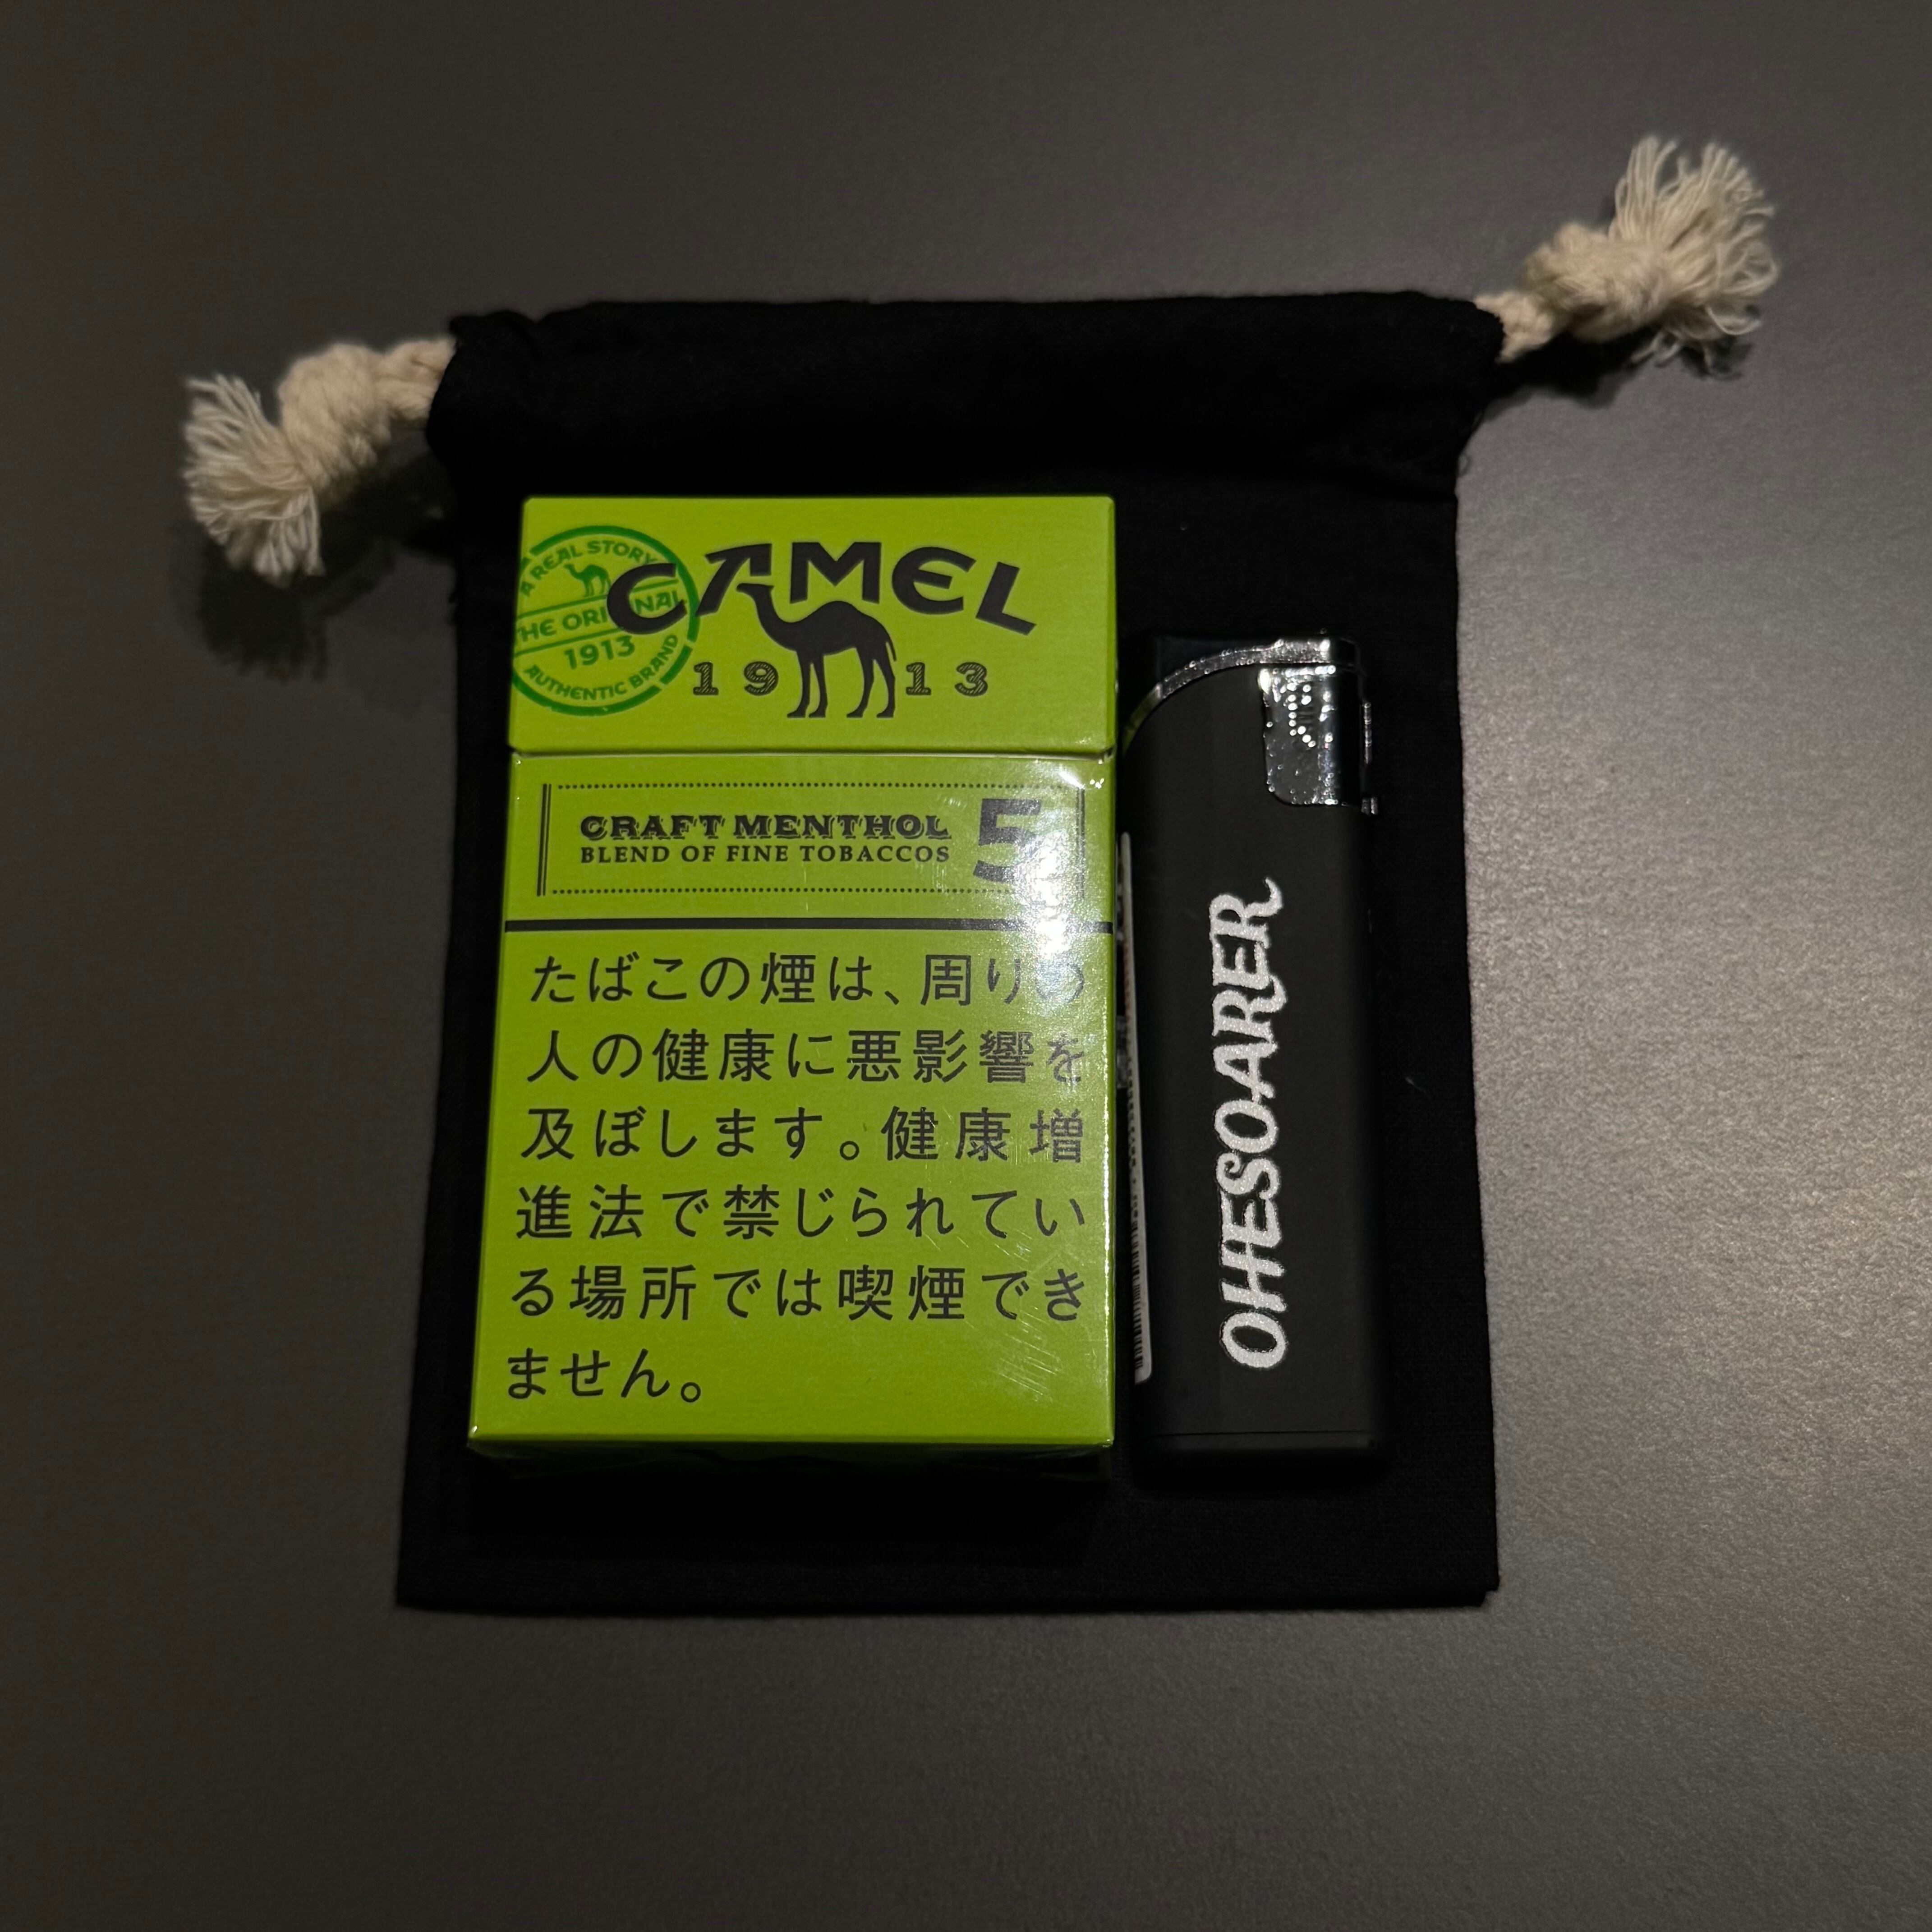 CAMEL
19 13
A REAL STORY
THE ORIGINAL
1913
AUTHENTIC BRAND
CRAFT MENTHOL
BLEND OF FINE TOBACCOS
5
たばこの煙は、周りの
人の健康に悪影響を
及ぼします。健康増
進法で禁じられてい
る場所では喫煙でき
ません。
OHESOARER